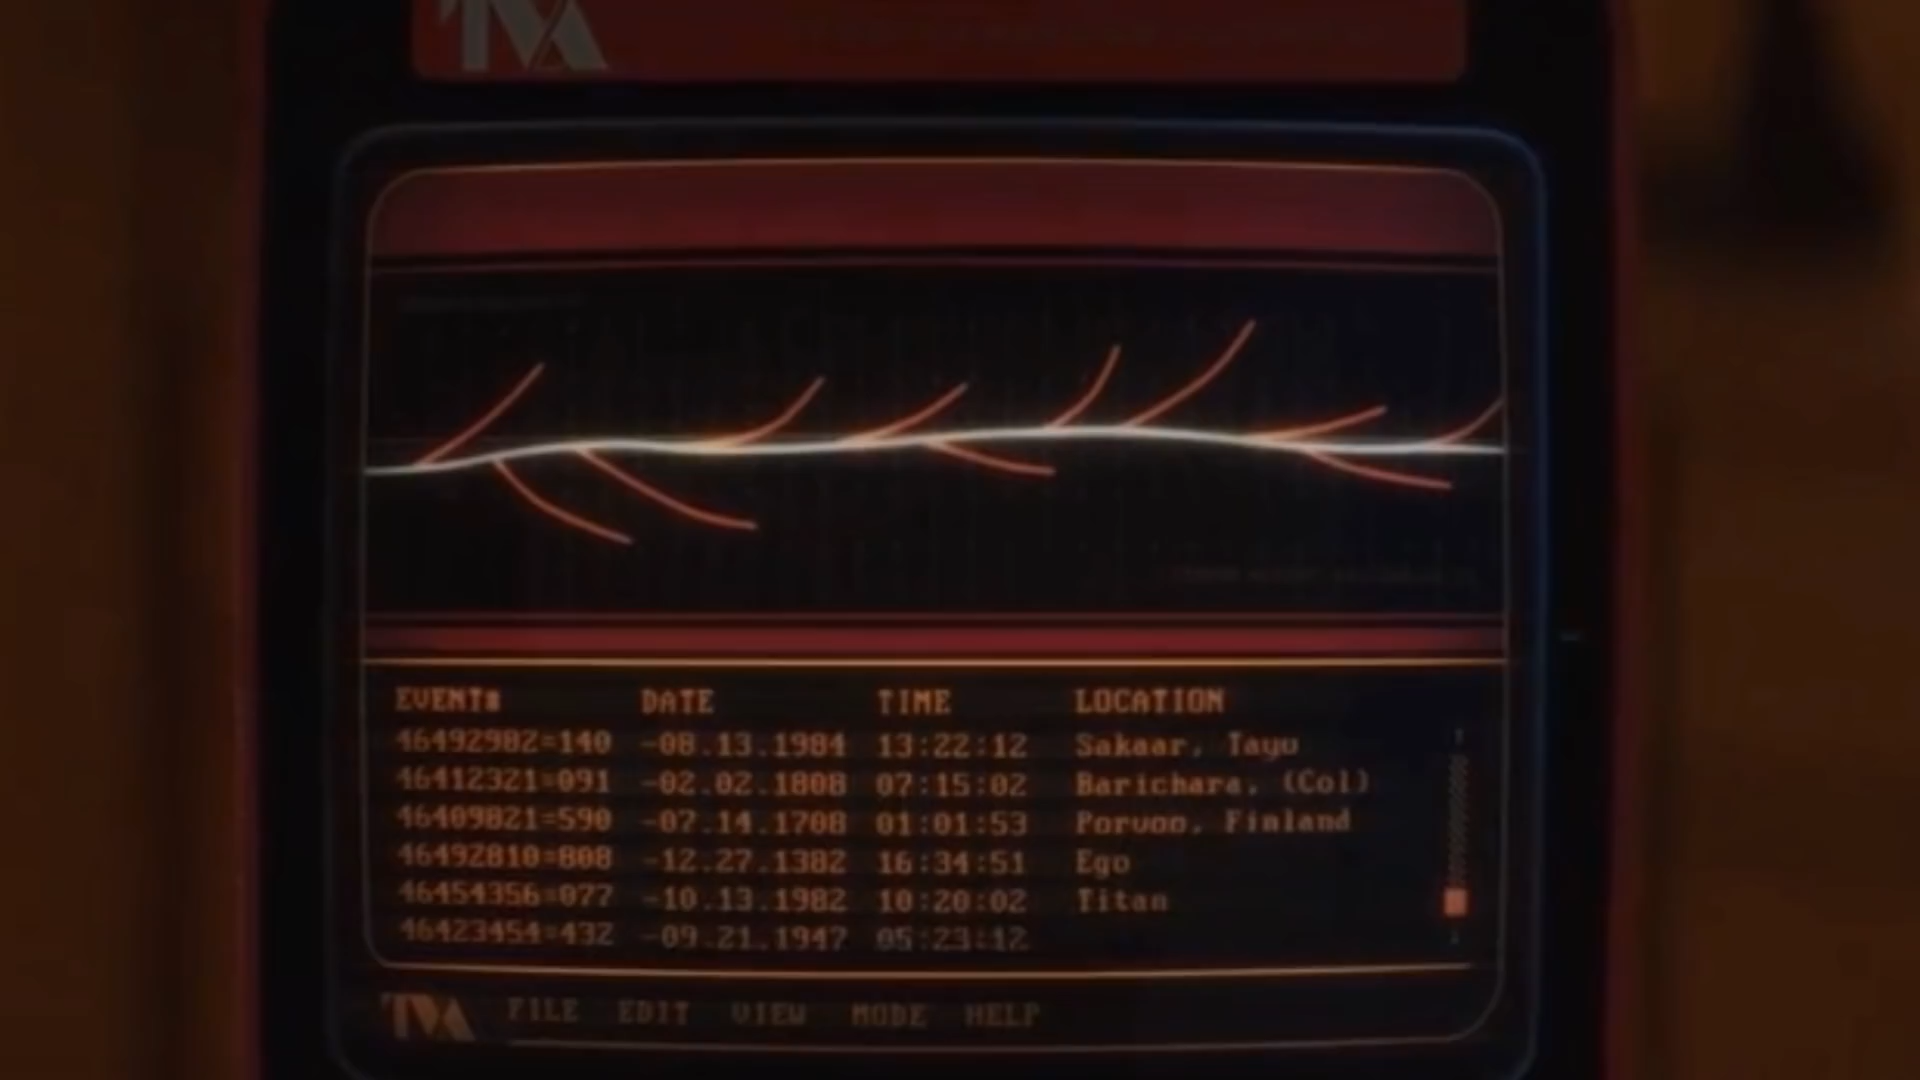 TVA
EVENT# DATE TIME LOCATION
46492982=140 -08.13.1984 13:22:12 Sakaar, Tayo
46412321=091 -02.02.1808 07:15:02 Barichara, (Col)
46409821=590 -07.14.1708 01:01:53 Porvoo, Finland
46492810=808 -12.27.1382 16:34:51 Ego
46454356=077 -10.13.1982 10:20:02 Titan
46423454=432 -09.21.1947 05:23:12
TVA FILE EDIT VIEW MODE HELP